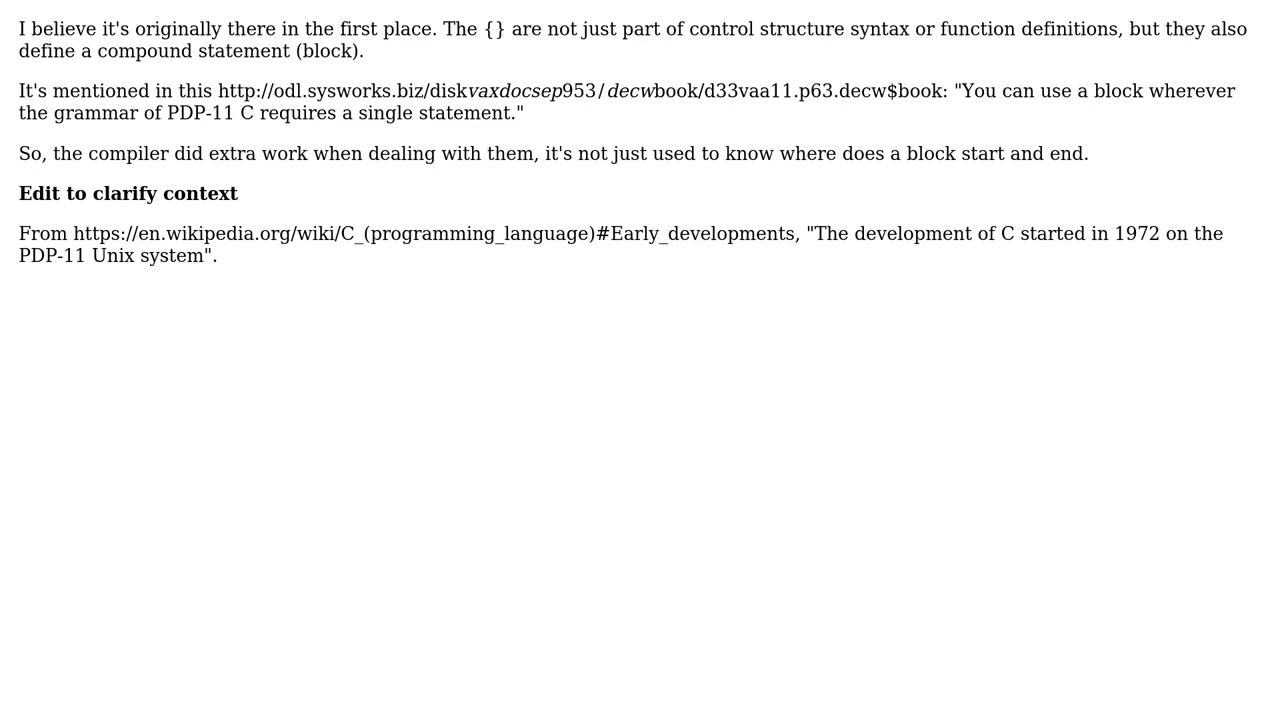 I believe it's originally there in the first place. The {} are not just part of control structure syntax or function definitions, but they also
define a compound statement (block).
It's mentioned in this http://odl.sysworks.biz/diskvaxdocsep953/decwbook/d33vaa11.p63.decw$book: "You can use a block wherever
the grammar of PDP-11 C requires a single statement."
So, the compiler did extra work when dealing with them, it's not just used to know where does a block start and end.
Edit to clarify context
From https://en.wikipedia.org/wiki/C_(programming_language)#Early_developments, "The development of C started in 1972 on the
PDP-11 Unix system".